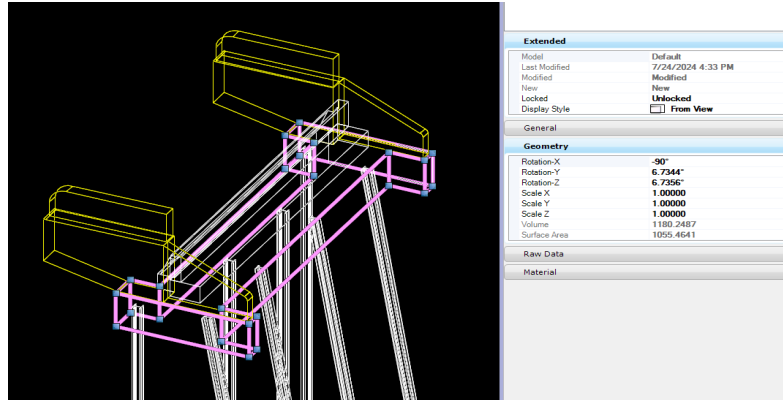 Extended
Model Default
Last Modified 7/24/2024 4:33 PM
Modified Modified
New New
Locked Unlocked
Display Style From View
General
Geometry
Rotation-X -90°
Rotation-Y 6.7344°
Rotation-Z 6.7356°
Scale X 1.00000
Scale Y 1.00000
Scale Z 1.00000
Volume 1180.2487
Surface Area 1055.4641
Raw Data
Material